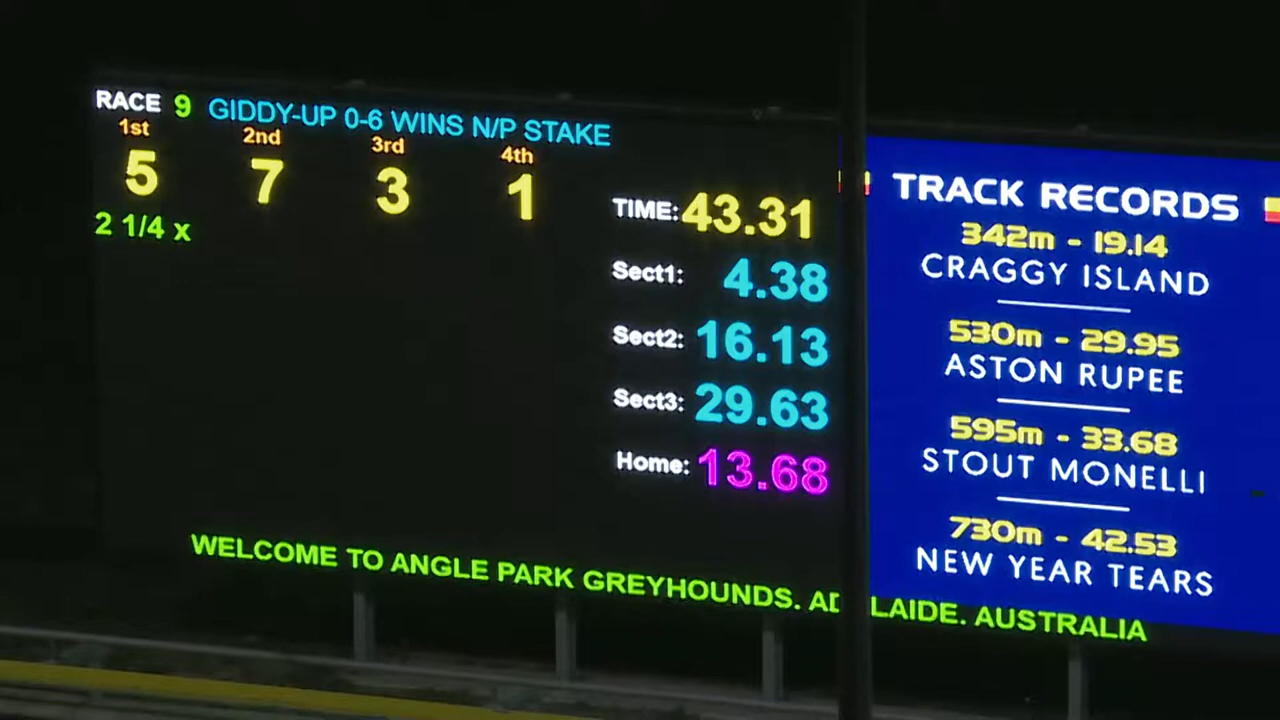 RACE 9 GIDDY-UP 0-6 WINS N/P STAKE
1st 2nd 3rd 4th
5 7 3 1
2 1/4 x
TIME: 43.31
Sect1: 4.38
Sect2: 16.13
Sect3: 29.63
Home: 13.68
TRACK RECORDS
342m - 19.14
CRAGGY ISLAND
530m - 29.95
ASTON RUPEE
595m - 33.68
STOUT MONELLI
730m - 42.53
NEW YEAR TEARS
WELCOME TO ANGLE PARK GREYHOUNDS. AD LAIDE. AUSTRALIA